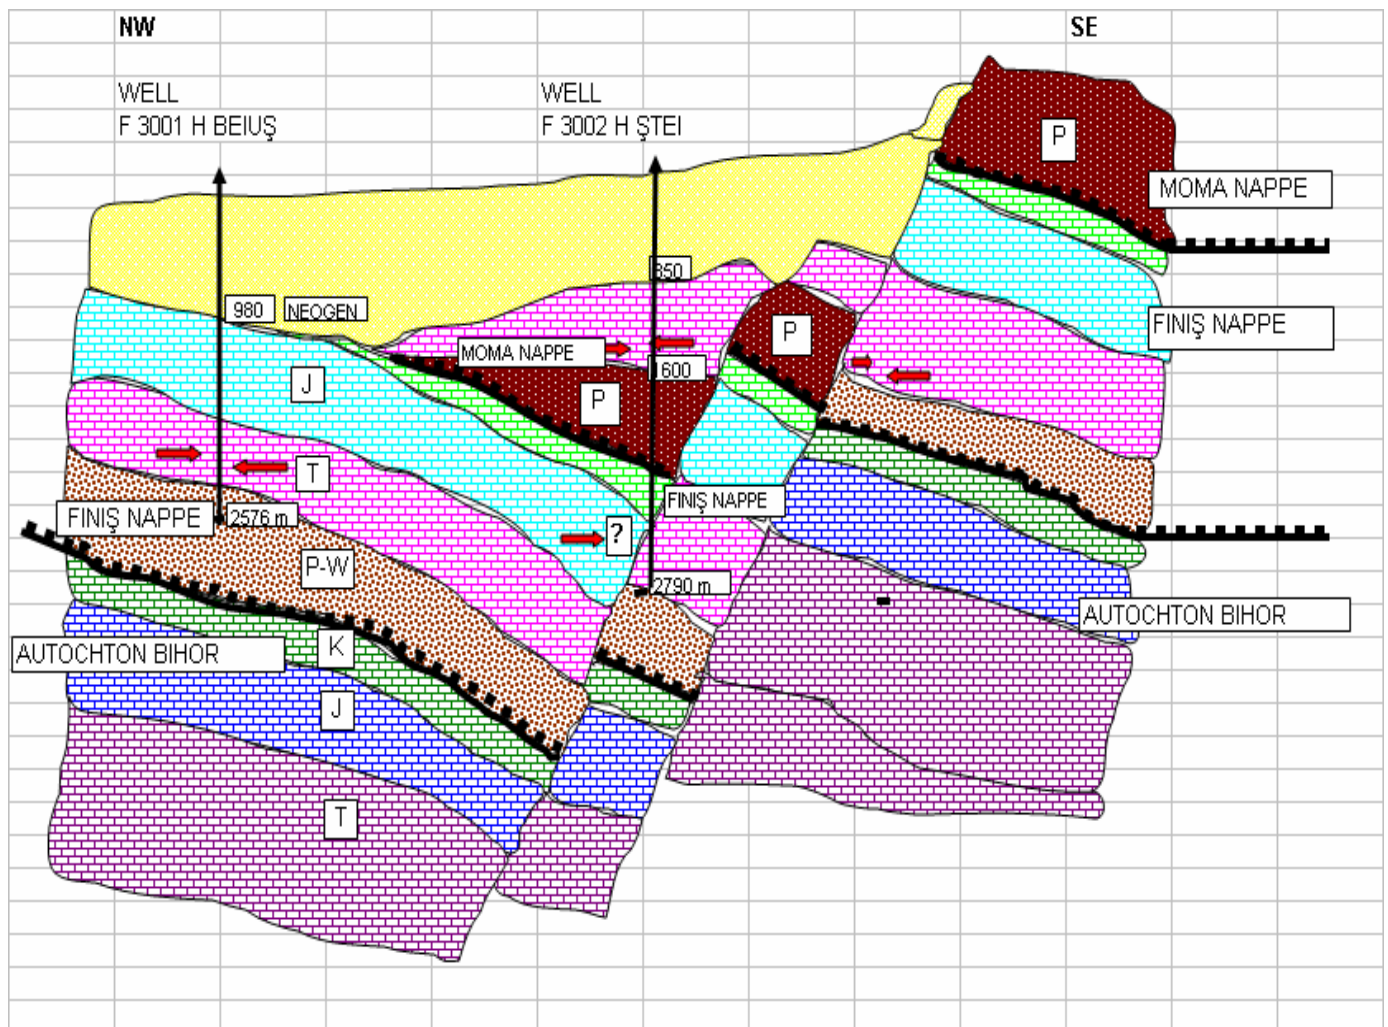 NW
SE
WELL
F 3001 H BEIUŞ
WELL
F 3002 H ŞTEI
P
MOMA NAPPE
850
980
NEOGEN
P
FINIŞ NAPPE
MOMA NAPPE
1600
J
P
T
FINIŞ NAPPE
FINIŞ NAPPE
2576 m
?
P-W
2790 m
AUTOCHTON BIHOR
K
AUTOCHTON BIHOR
J
T